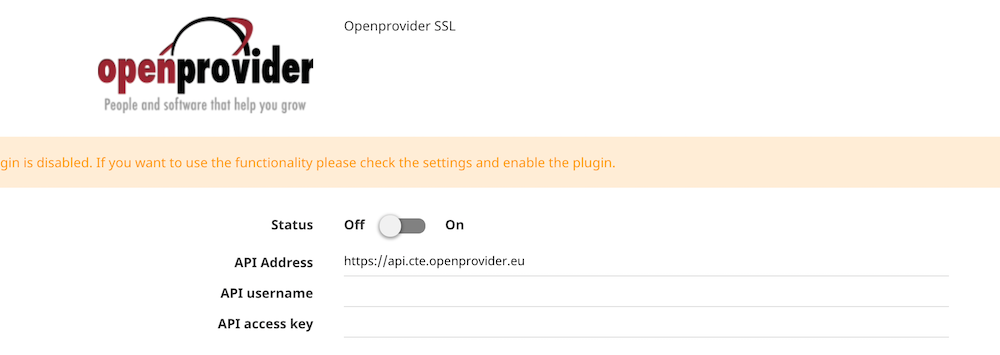 Openprovider SSL
openprovider
People and software that help you grow
gin is disabled. If you want to use the functionality please check the settings and enable the plugin.
Status Off On
API Address https://api.cte.openprovider.eu
API username
API access key